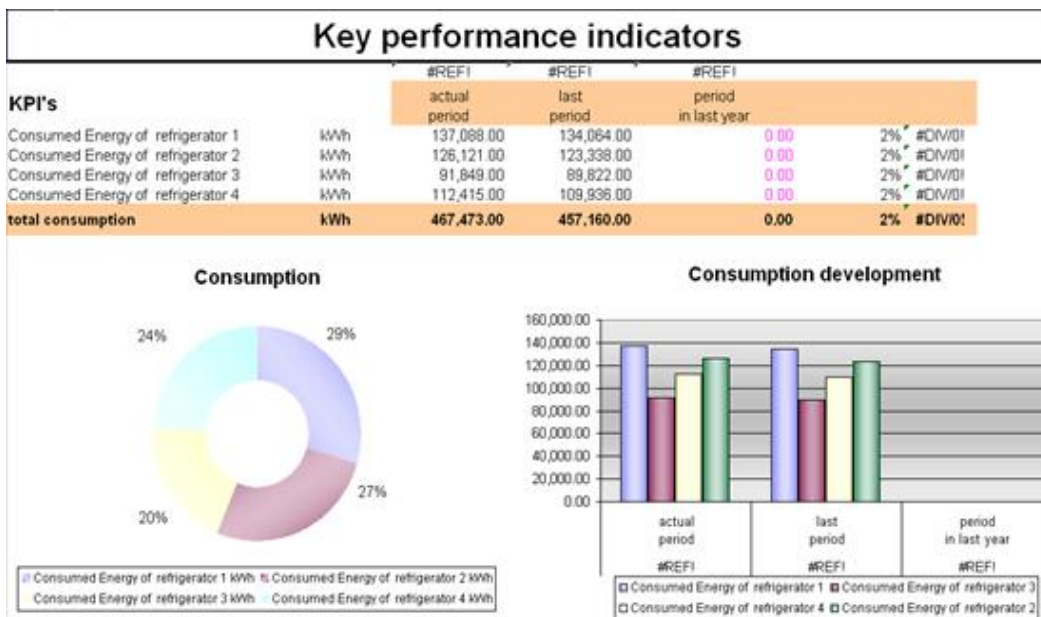 Key performance indicators
#REF! #REF! #REF!
KPI's actual period last period period in last year
Consumed Energy of refrigerator 1 kWh 137,088.00 134,064.00 0.00 2% #DIV/0!
Consumed Energy of refrigerator 2 kWh 126,121.00 123,338.00 0.00 2% #DIV/0!
Consumed Energy of refrigerator 3 kWh 91,849.00 89,822.00 0.00 2% #DIV/0!
Consumed Energy of refrigerator 4 kWh 112,415.00 109,936.00 0.00 2% #DIV/0!
total consumption kWh 467,473.00 457,160.00 0.00 2% #DIV/0!
Consumption
24%
29%
20%
27%
Consumed Energy of refrigerator 1 kWh Consumed Energy of refrigerator 2 kWh
Consumed Energy of refrigerator 3 kWh Consumed Energy of refrigerator 4 kWh
Consumption development
160,000.00
140,000.00
120,000.00
100,000.00
80,000.00
60,000.00
40,000.00
20,000.00
0.00
actual last period
period period in last year
#REF! #REF! #REF!
Consumed Energy of refrigerator 1 Consumed Energy of refrigerator 3
Consumed Energy of refrigerator 4 Consumed Energy of refrigerator 2